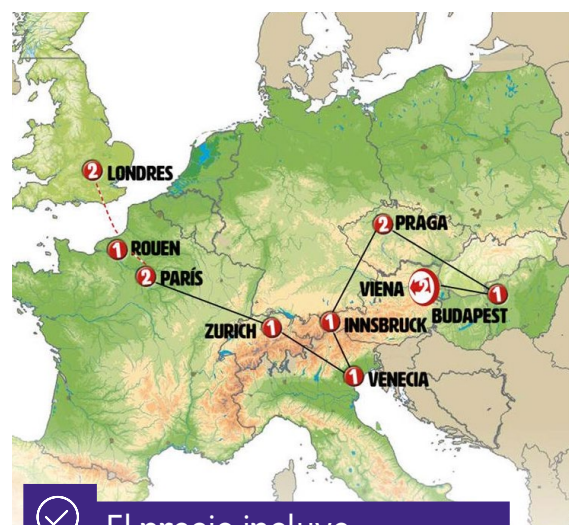 2 LONDRES
1 ROUEN
2 PARÍS
ZURICH 1
1 INNSBRUCK
1 VENECIA
2 PRAGA
VIENA 2
1
BUDAPEST
El precio incluye